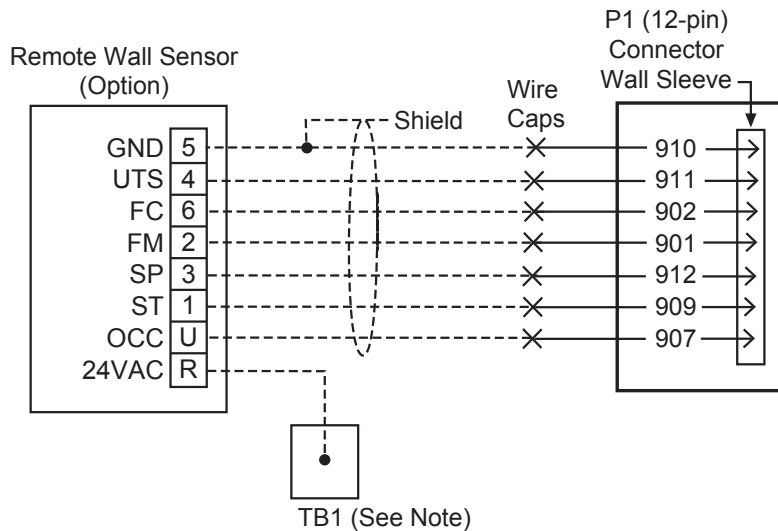 P1 (12-pin)
Connector
Wall Sleeve
Remote Wall Sensor
(Option)
Wire
Caps
Shield
GND 5 910
UTS 4 911
FC 6 902
FM 2 901
SP 3 912
ST 1 909
OCC U 907
24VAC R
TB1 (See Note)